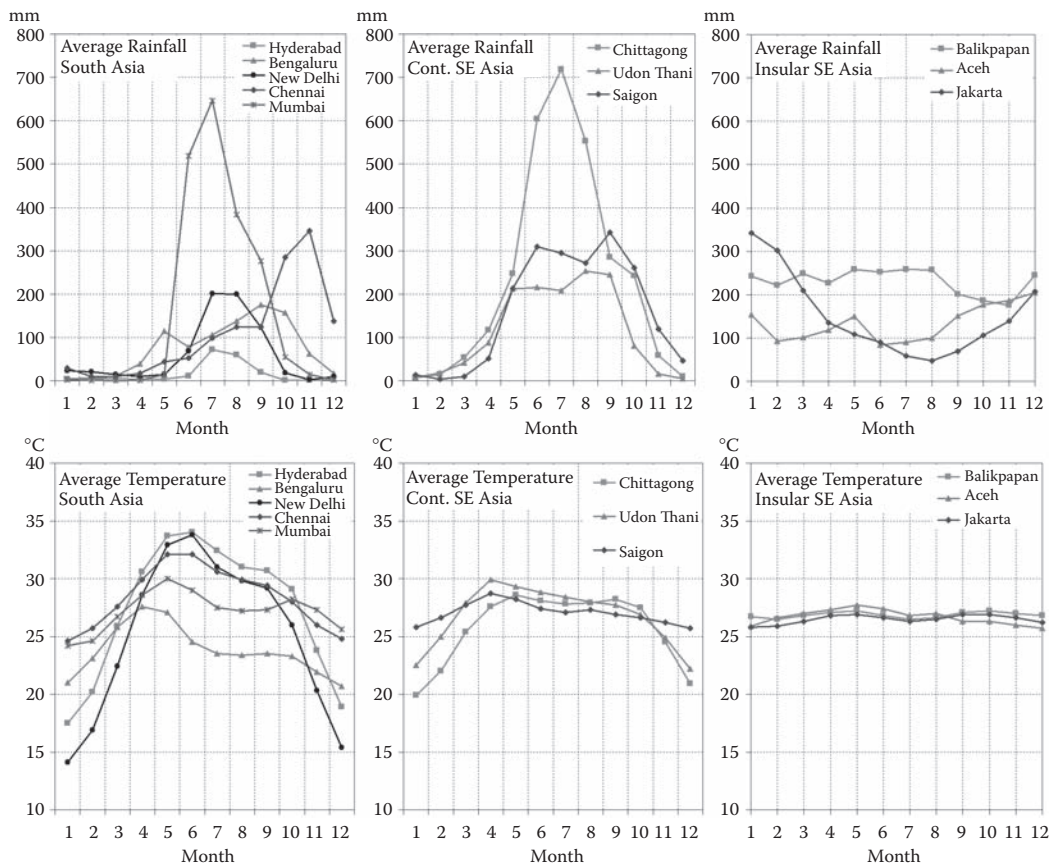 mm
800
700
600
500
400
300
200
100
0
Average Rainfall
South Asia
Hyderabad
Bengaluru
New Delhi
Chennai
Mumbai
1 2 3 4 5 6 7 8 9 10 11 12
Month
mm
800
700
600
500
400
300
200
100
0
Average Rainfall
Cont. SE Asia
Chittagong
Udon Thani
Saigon
1 2 3 4 5 6 7 8 9 10 11 12
Month
mm
800
700
600
500
400
300
200
100
0
Average Rainfall
Insular SE Asia
Balikpapan
Aceh
Jakarta
1 2 3 4 5 6 7 8 9 10 11 12
Month
°C
40
35
30
25
20
15
10
Average Temperature
South Asia
Hyderabad
Bengaluru
New Delhi
Chennai
Mumbai
1 2 3 4 5 6 7 8 9 10 11 12
Month
°C
40
35
30
25
20
15
10
Average Temperature
Cont. SE Asia
Chittagong
Udon Thani
Saigon
1 2 3 4 5 6 7 8 9 10 11 12
Month
°C
40
35
30
25
20
15
10
Average Temperature
Insular SE Asia
Balikpapan
Aceh
Jakarta
1 2 3 4 5 6 7 8 9 10 11 12
Month